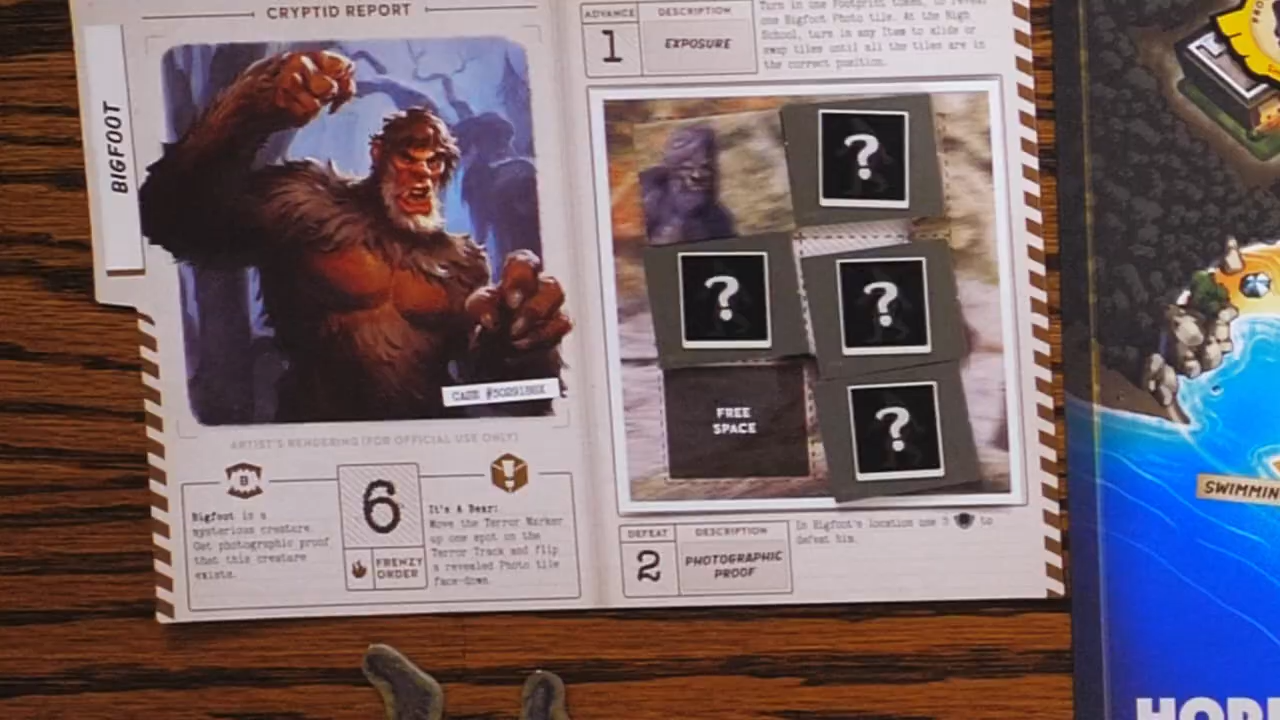 CRYPTID REPORT
BIGFOOT
CASE #50291BGX
ARTIST'S RENDERING (FOR OFFICIAL USE ONLY)
B
Bigfoot is a
mysterious creature.
Get photographic proof
that this creature
exists.
6
FRENZY
ORDER
It's A Bear:
Move the Terror Marker
up one spot on the
Terror Track and flip
a revealed Photo tile
face-down.
ADVANCE
1
DESCRIPTION
EXPOSURE
Turn in one Footprint token, to reveal
one Bigfoot Photo tile. At the High
School, turn in any Item to slide or
swap tiles until all the tiles are in
the correct position.
?
?
?
FREE
SPACE
?
DEFEAT
2
DESCRIPTION
PHOTOGRAPHIC
PROOF
In Bigfoot's location use 3 to
defeat him.
SWIMMIN
HORR